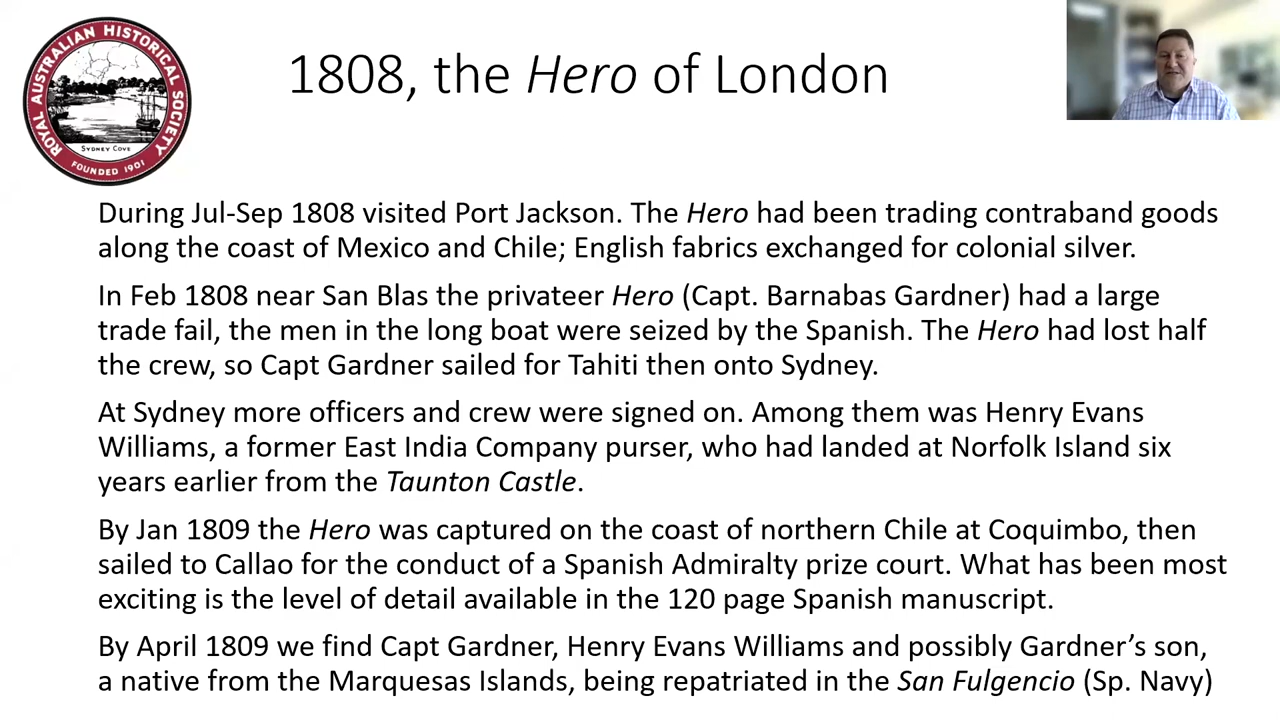 ROYAL AUSTRALIAN HISTORICAL SOCIETY
SYDNEY COVE
FOUNDED 1901
1808, the Hero of London
During Jul-Sep 1808 visited Port Jackson. The Hero had been trading contraband goods
along the coast of Mexico and Chile; English fabrics exchanged for colonial silver.
In Feb 1808 near San Blas the privateer Hero (Capt. Barnabas Gardner) had a large
trade fail, the men in the long boat were seized by the Spanish. The Hero had lost half
the crew, so Capt Gardner sailed for Tahiti then onto Sydney.
At Sydney more officers and crew were signed on. Among them was Henry Evans
Williams, a former East India Company purser, who had landed at Norfolk Island six
years earlier from the Taunton Castle.
By Jan 1809 the Hero was captured on the coast of northern Chile at Coquimbo, then
sailed to Callao for the conduct of a Spanish Admiralty prize court. What has been most
exciting is the level of detail available in the 120 page Spanish manuscript.
By April 1809 we find Capt Gardner, Henry Evans Williams and possibly Gardner’s son,
a native from the Marquesas Islands, being repatriated in the San Fulgencio (Sp. Navy)